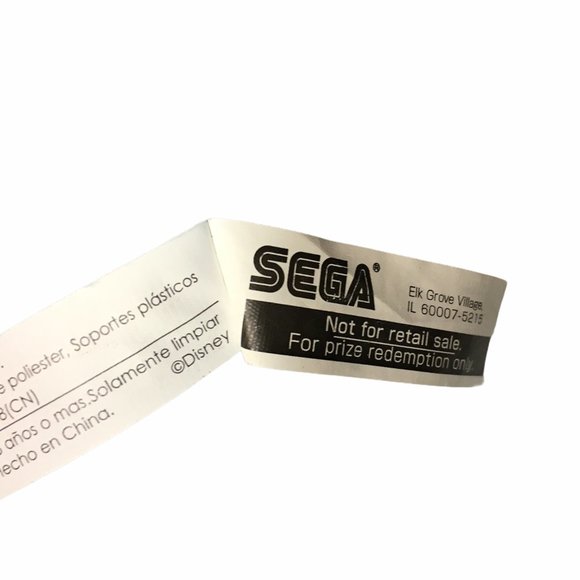 e poliester, Soportes plásticos
8(CN)
años o mas.Solamente limpiar
echo en China.
©Disney
SEGA®
Elk Grove Village,
IL 60007-5215
Not for retail sale.
For prize redemption only.